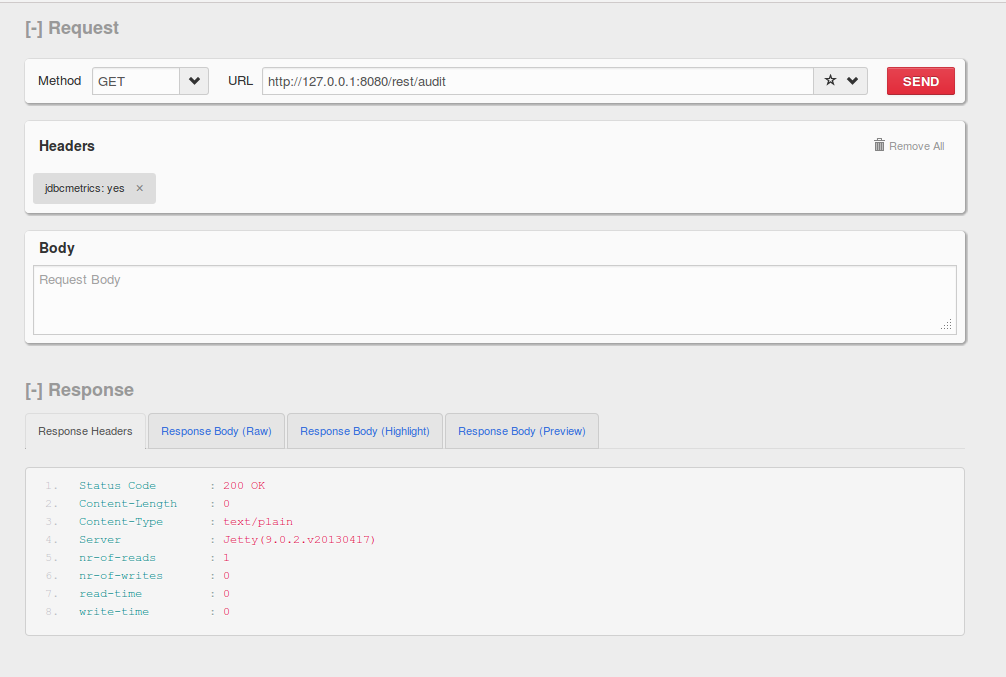 [-] Request
Method GET URL http://127.0.0.1:8080/rest/audit SEND
Headers Remove All
jdbcmetrics: yes ×
Body
Request Body
[-] Response
Response Headers Response Body (Raw) Response Body (Highlight) Response Body (Preview)
1. Status Code : 200 OK
2. Content-Length : 0
3. Content-Type : text/plain
4. Server : Jetty(9.0.2.v20130417)
5. nr-of-reads : 1
6. nr-of-writes : 0
7. read-time : 0
8. write-time : 0